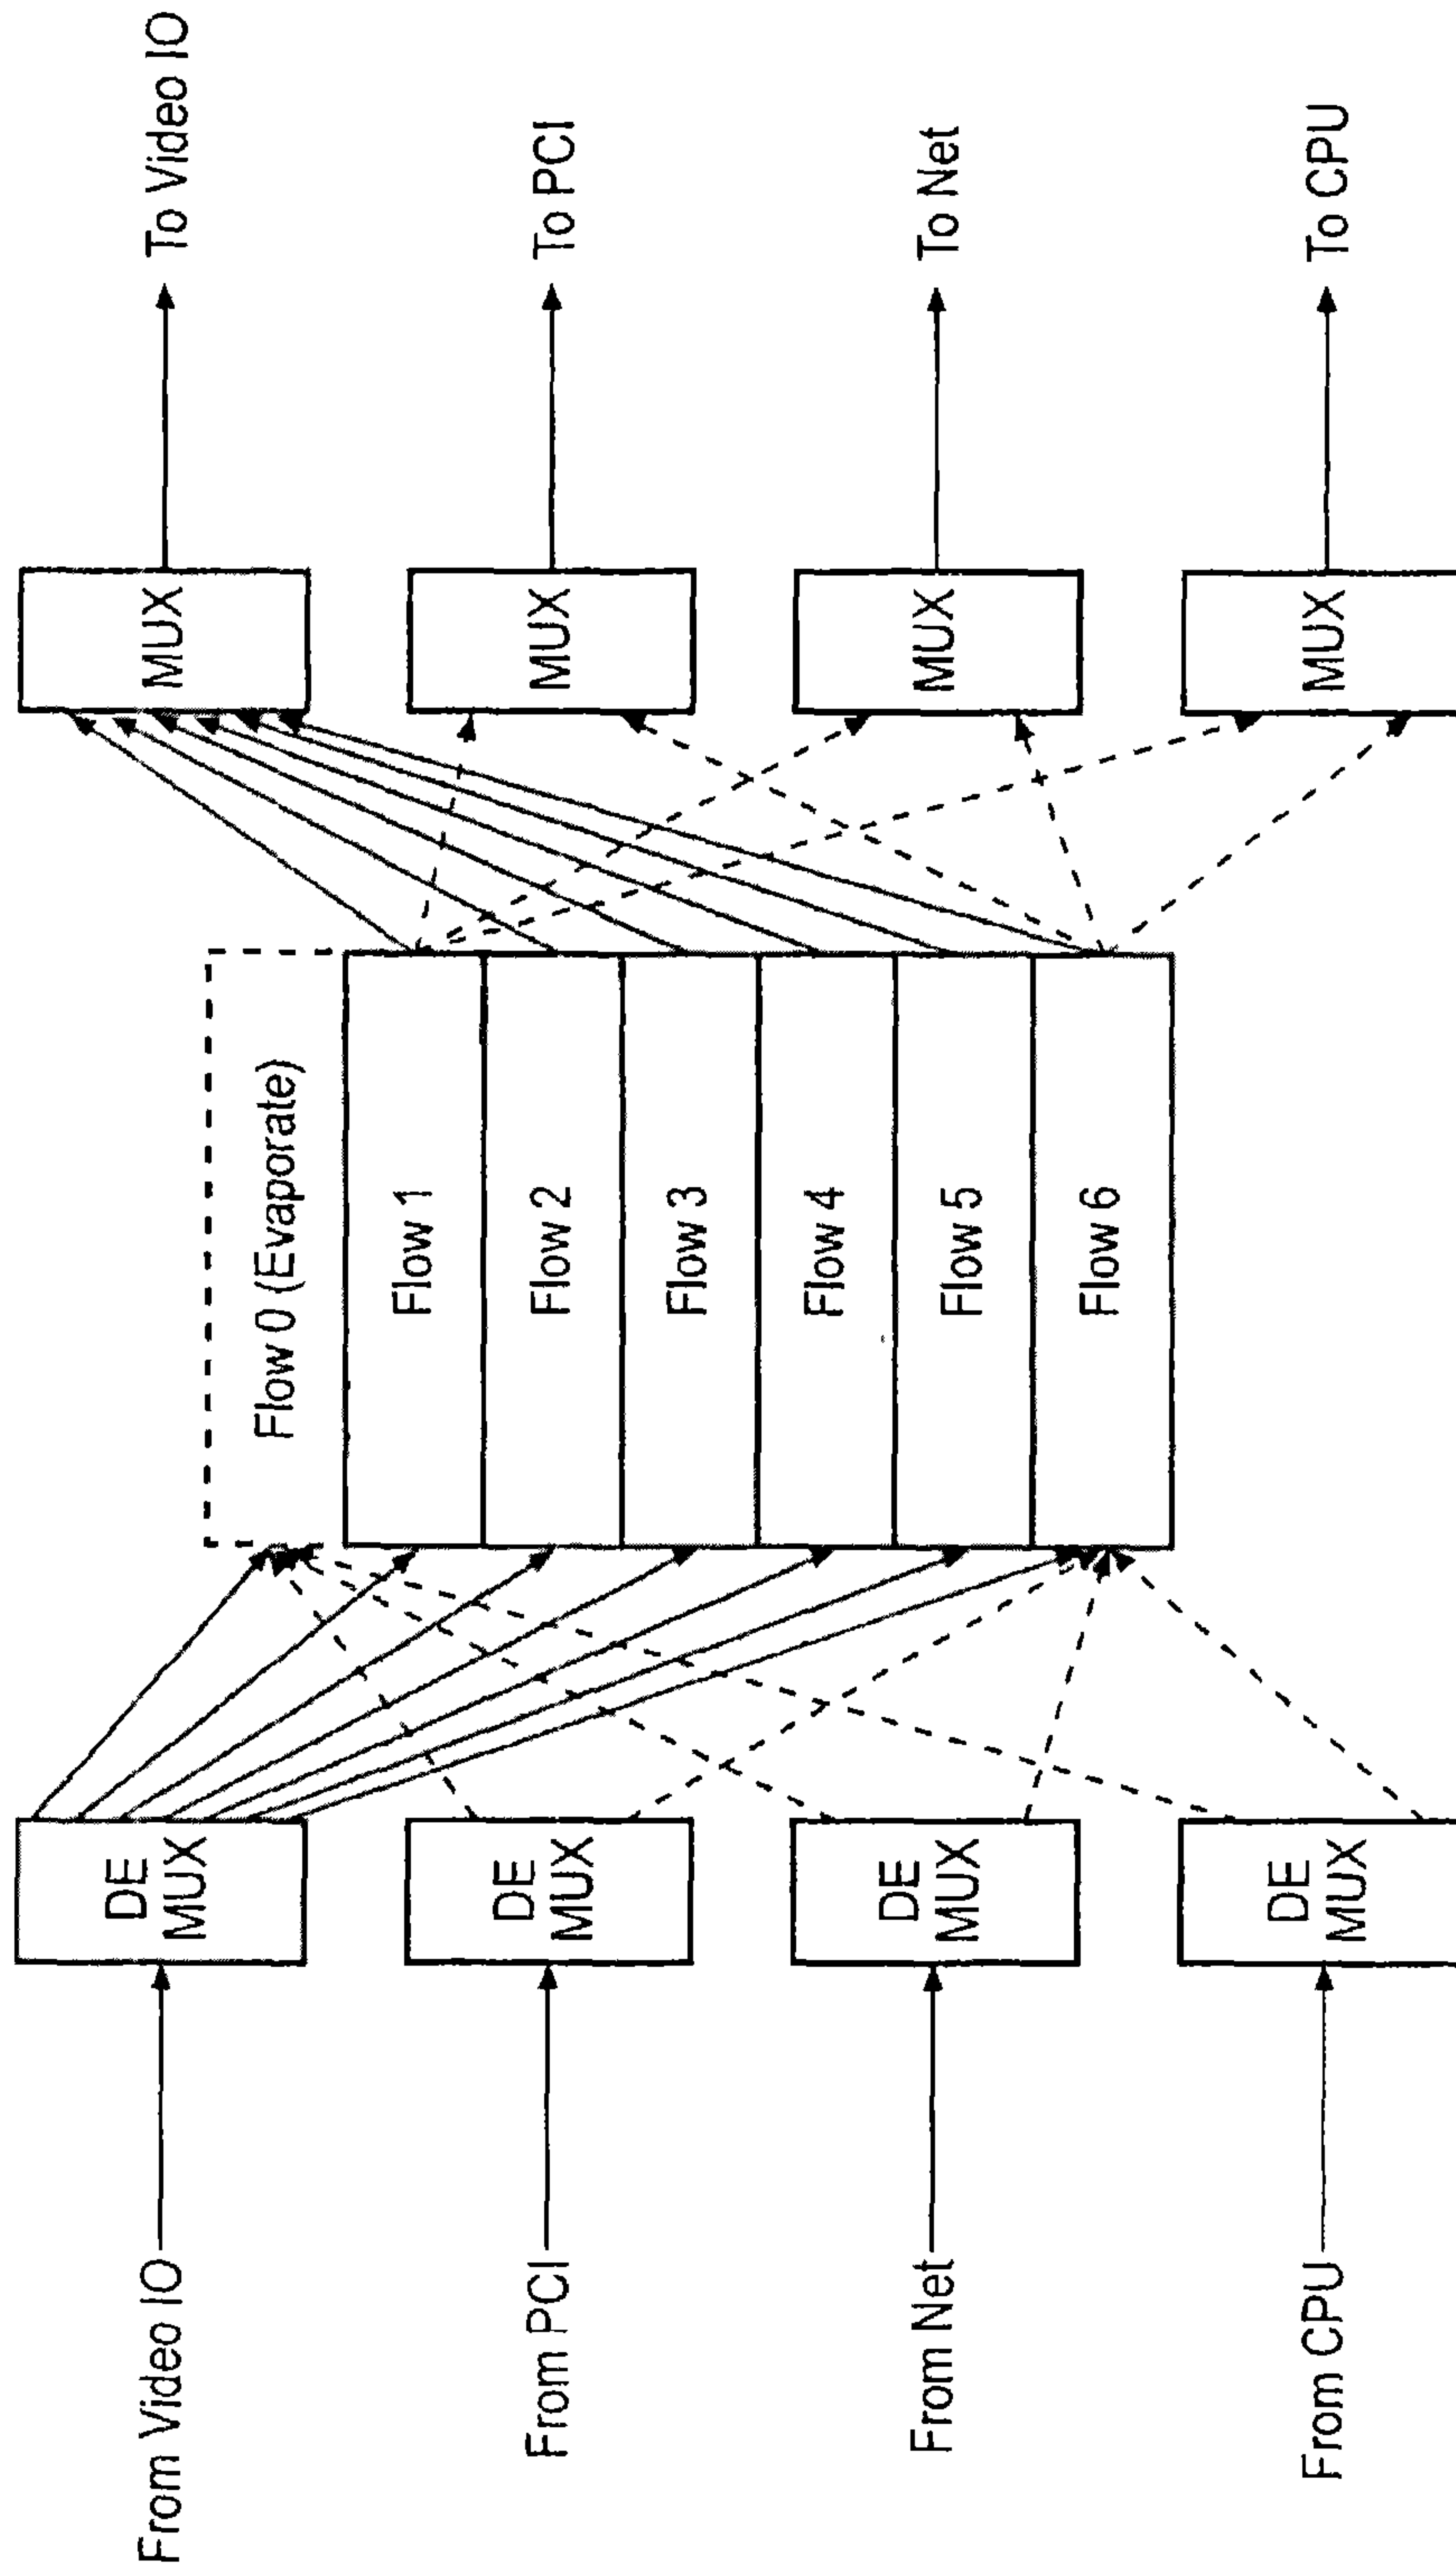 From Video IO
From PCI
From Net
From CPU
DE
MUX
DE
MUX
DE
MUX
DE
MUX
Flow 0 (Evaporate)
Flow 1
Flow 2
Flow 3
Flow 4
Flow 5
Flow 6
MUX
MUX
MUX
MUX
To Video IO
To PCI
To Net
To CPU